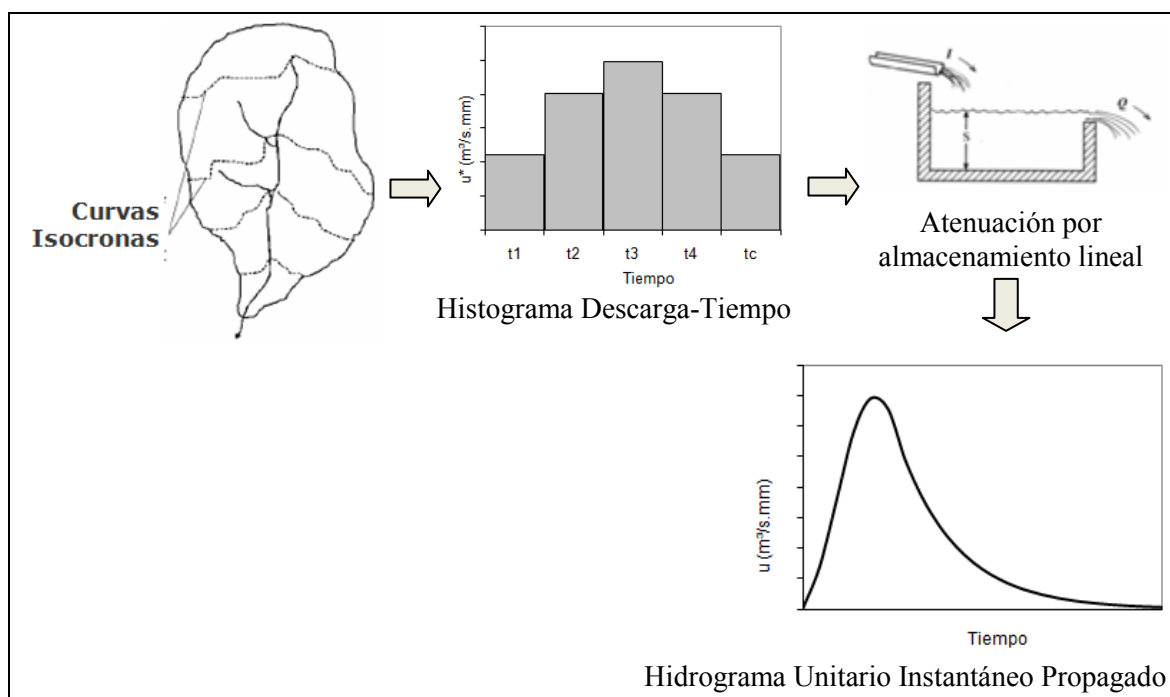 Curvas
Isocronas
u* (m³/s.mm)
t1 t2 t3 t4 tc
Tiempo
Histograma Descarga-Tiempo
I
S
Q
Atenuación por
almacenamiento lineal
u (m³/s.mm)
Tiempo
Hidrograma Unitario Instantáneo Propagado